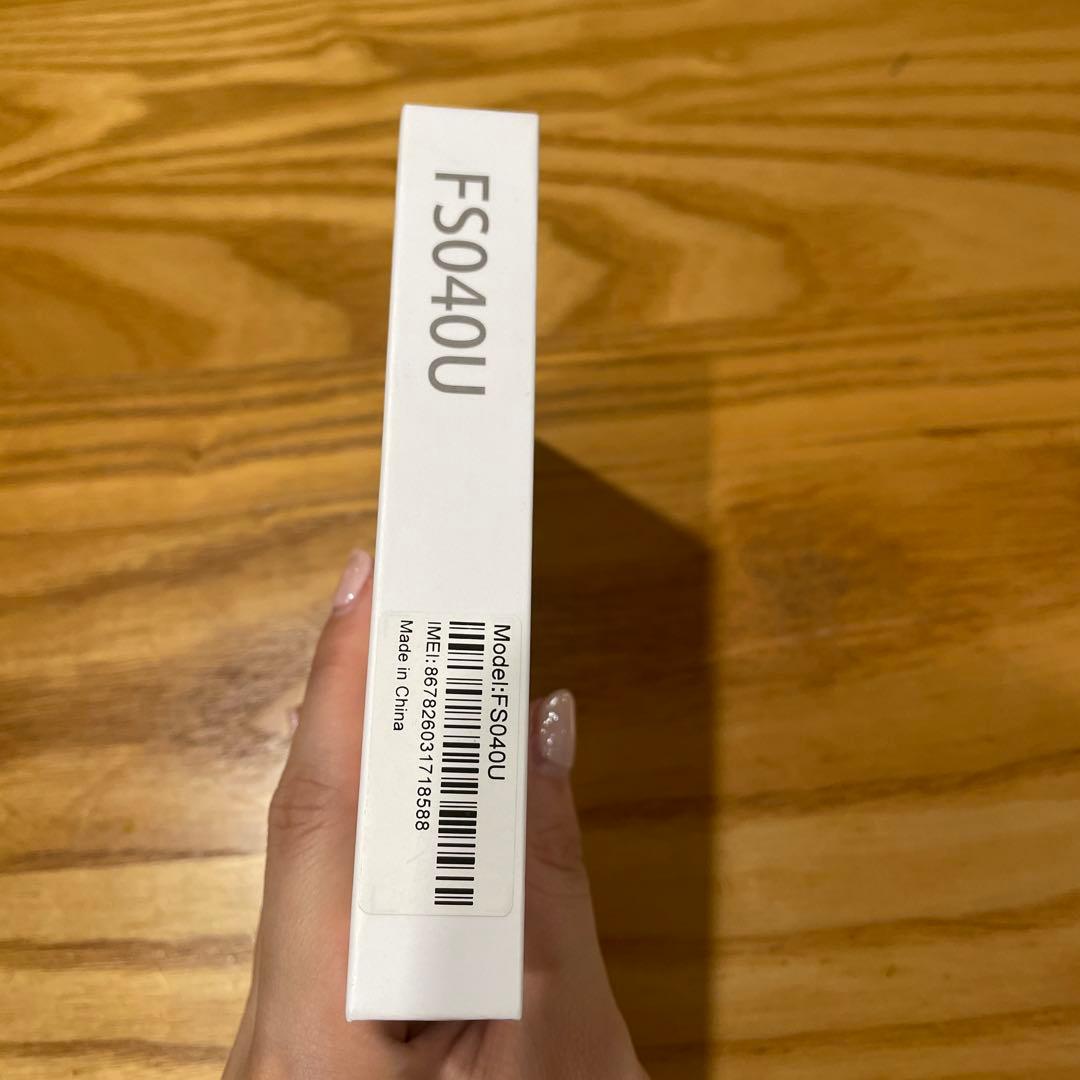 FS040U
Model:FS040U
IMEI:867826031718588
Made in China